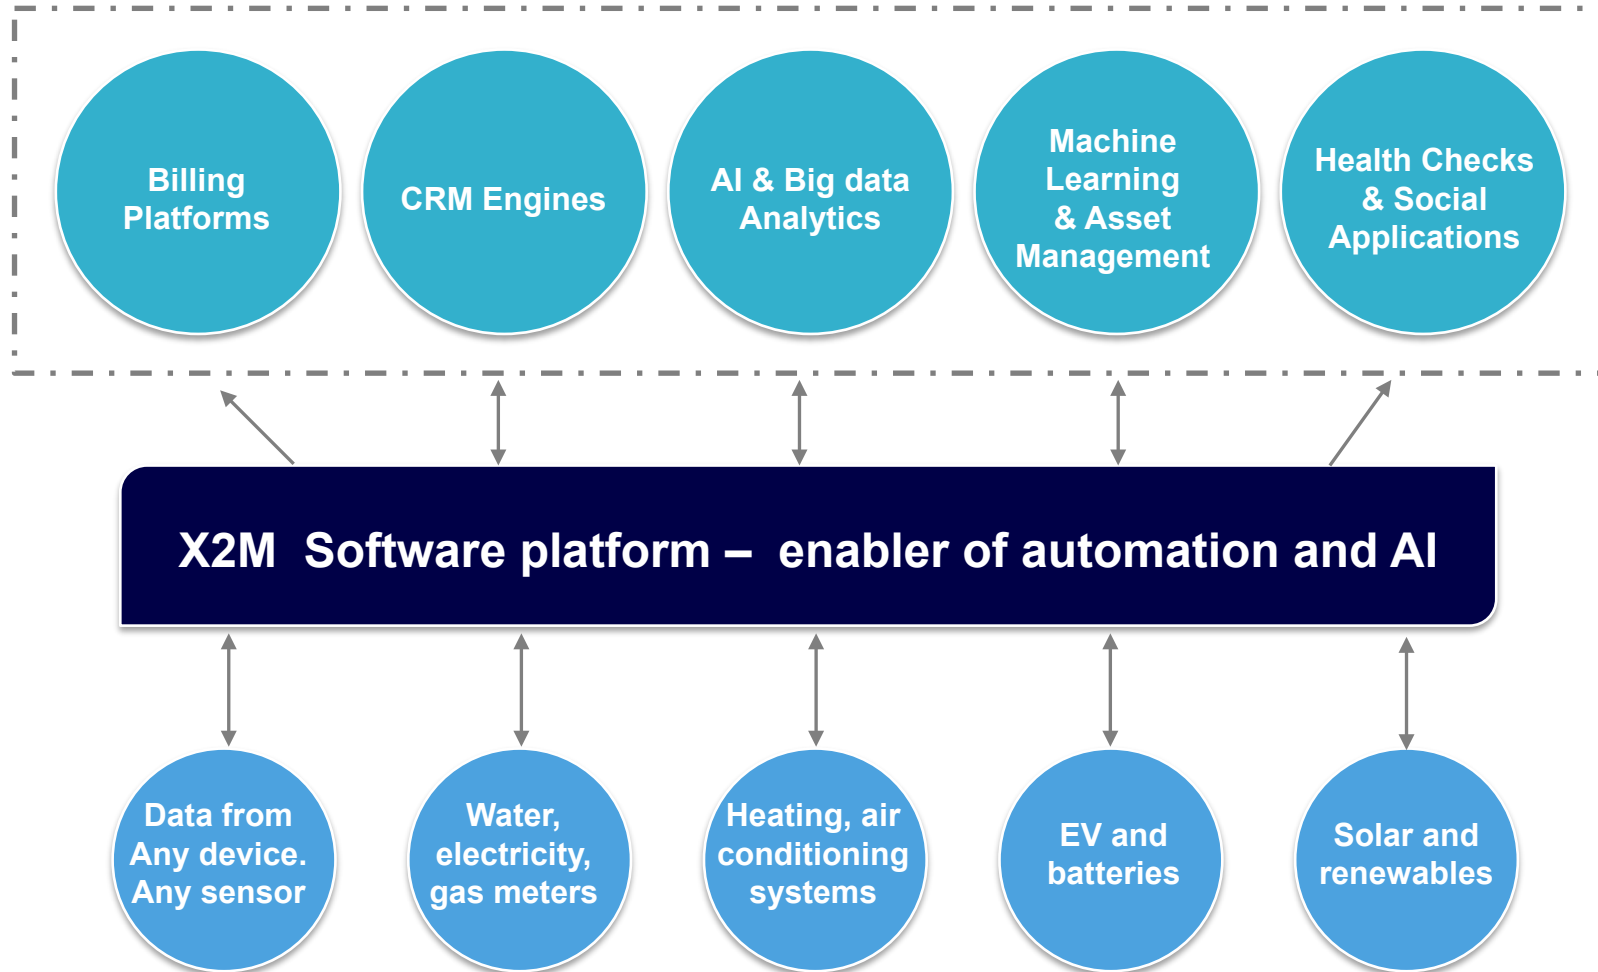 Billing
Platforms
CRM Engines
AI & Big data
Analytics
Machine
Learning
& Asset
Management
Health Checks
& Social
Applications
X2M  Software platform –  enabler of automation and AI
Data from
Any device.
Any sensor
Water,
electricity,
gas meters
Heating, air
conditioning
systems
EV and
batteries
Solar and
renewables